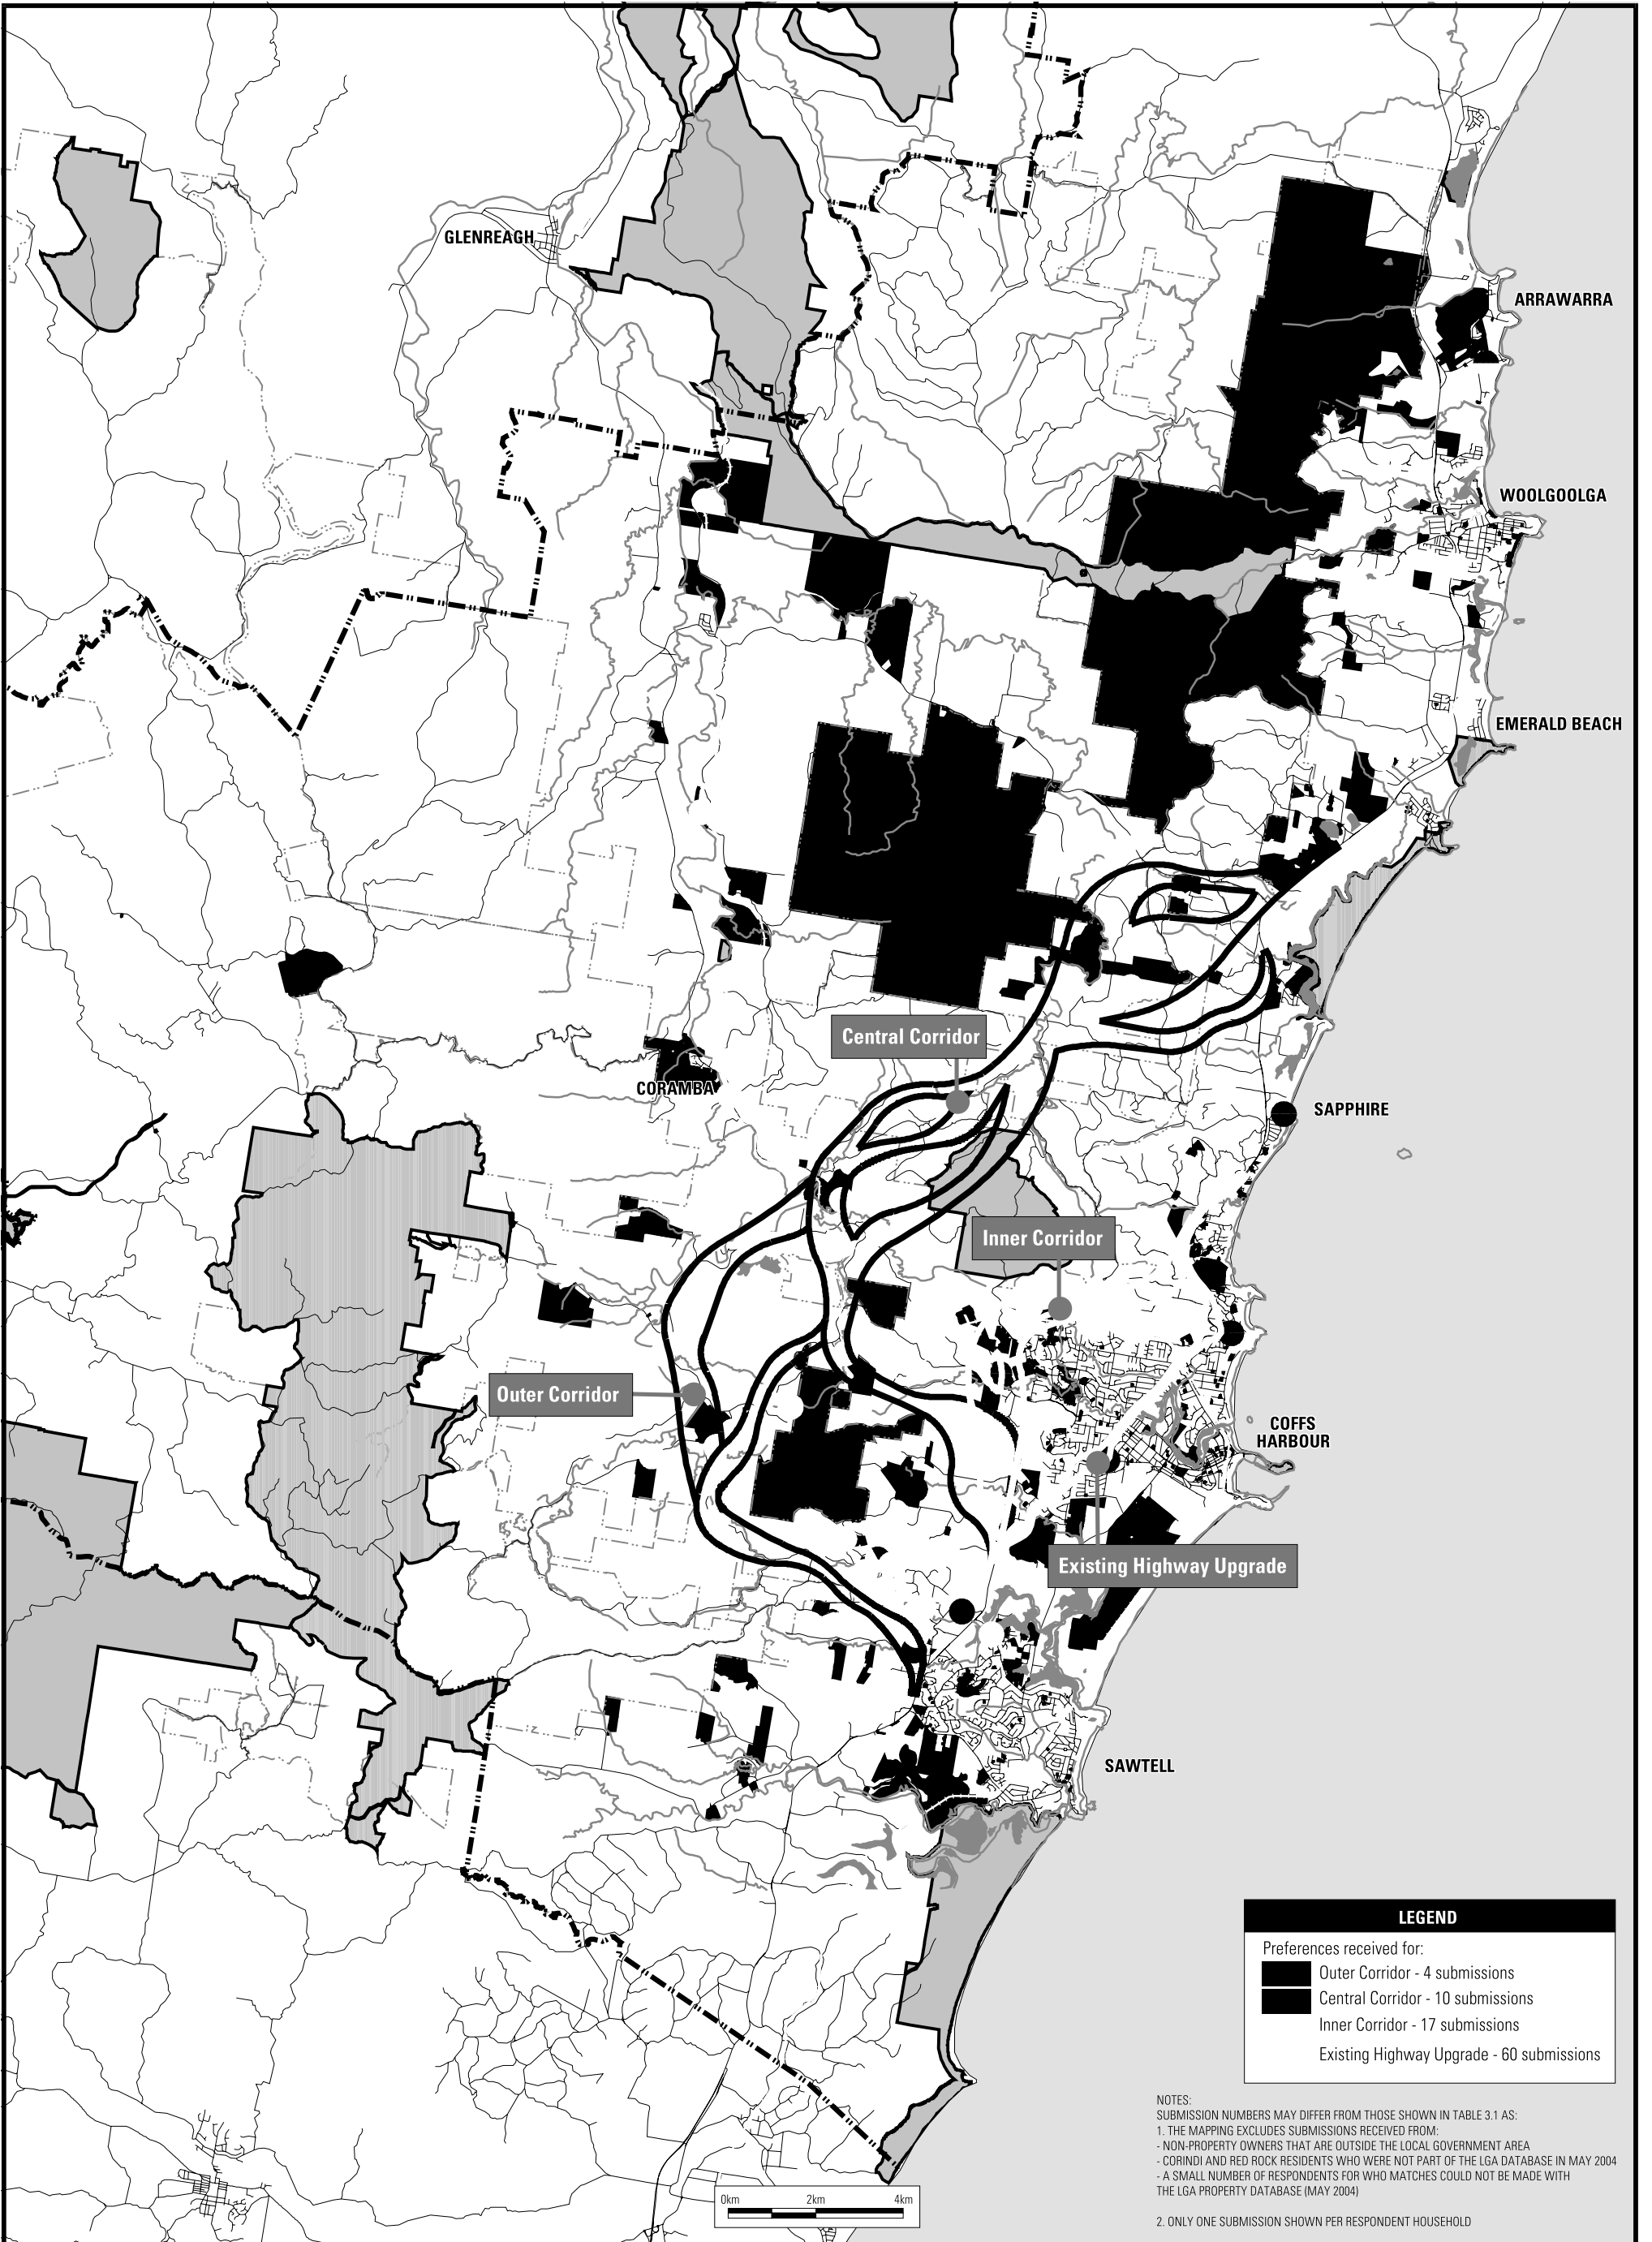 GLENREAGH
ARRAWARRA
WOOLGOOLGA
EMERALD BEACH
Central Corridor
CORAMBA
SAPPHIRE
Inner Corridor
Outer Corridor
COFFS
HARBOUR
Existing Highway Upgrade
SAWTELL
LEGEND
Preferences received for:
Outer Corridor - 4 submissions
Central Corridor - 10 submissions
Inner Corridor - 17 submissions
Existing Highway Upgrade - 60 submissions
NOTES:
SUBMISSION NUMBERS MAY DIFFER FROM THOSE SHOWN IN TABLE 3.1 AS:
1. THE MAPPING EXCLUDES SUBMISSIONS RECEIVED FROM:
- NON-PROPERTY OWNERS THAT ARE OUTSIDE THE LOCAL GOVERNMENT AREA
- CORINDI AND RED ROCK RESIDENTS WHO WERE NOT PART OF THE LGA DATABASE IN MAY 2004
- A SMALL NUMBER OF RESPONDENTS FOR WHO MATCHES COULD NOT BE MADE WITH
THE LGA PROPERTY DATABASE (MAY 2004)
2. ONLY ONE SUBMISSION SHOWN PER RESPONDENT HOUSEHOLD
0km 2km 4km